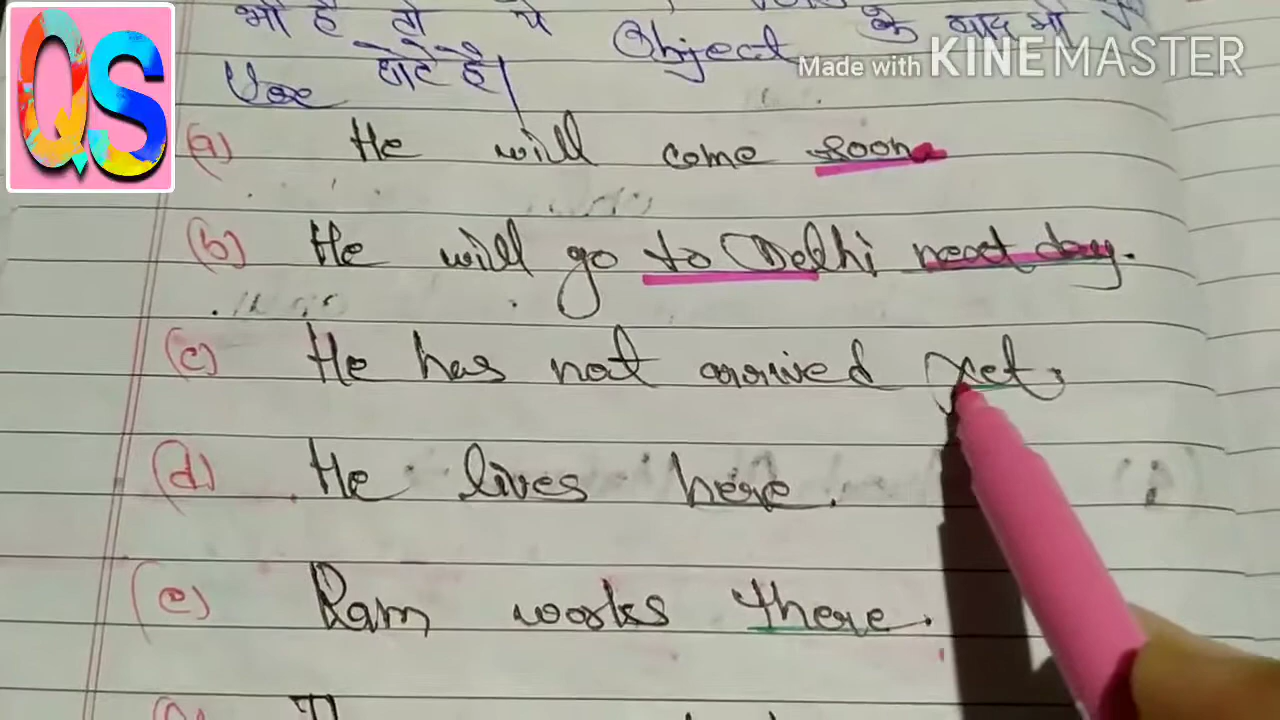 QS
भी है तो ये Object के बाद भी
Made with KINEMASTER
Use होते है।
(a) He will come soon
(b) He will go to Delhi next day.
(c) He has not arrived yet.
(d) He lives here.
(e) Ram works there.